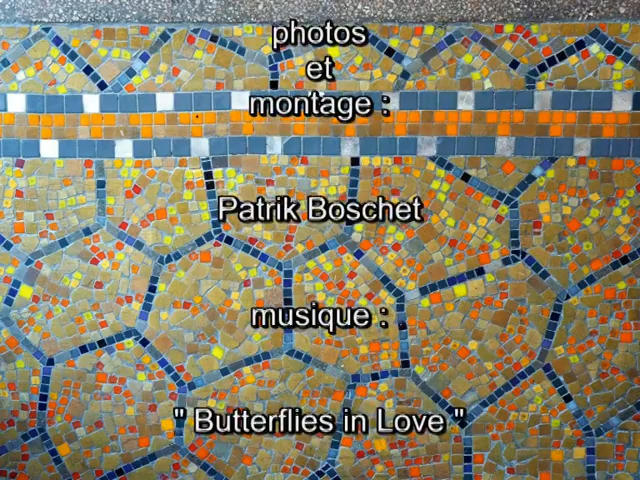 photos
et
montage :
Patrik Boschet
musique :
" Butterflies in Love "